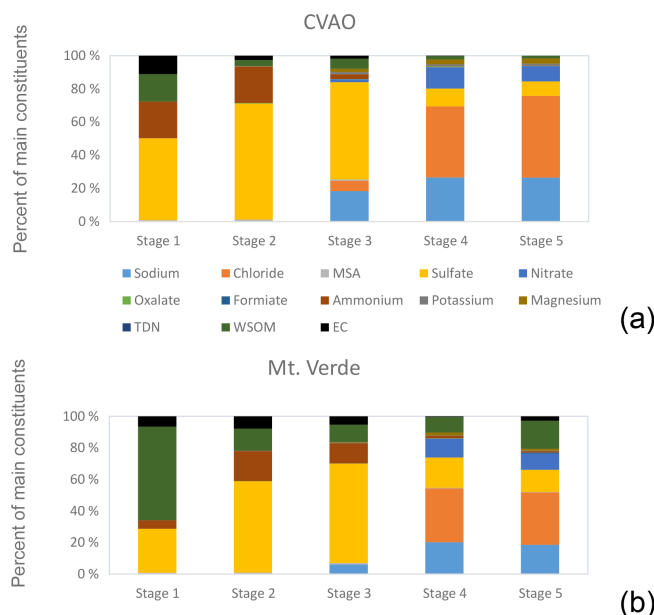 CVAO
Percent of main constituents
100 %
80 %
60 %
40 %
20 %
0 %
Stage 1 Stage 2 Stage 3 Stage 4 Stage 5
Sodium Chloride MSA Sulfate Nitrate
Oxalate Formiate Ammonium Potassium Magnesium
TDN WSOM EC
(a)
Mt. Verde
Percent of main constituents
100 %
80 %
60 %
40 %
20 %
0 %
Stage 1 Stage 2 Stage 3 Stage 4 Stage 5
(b)